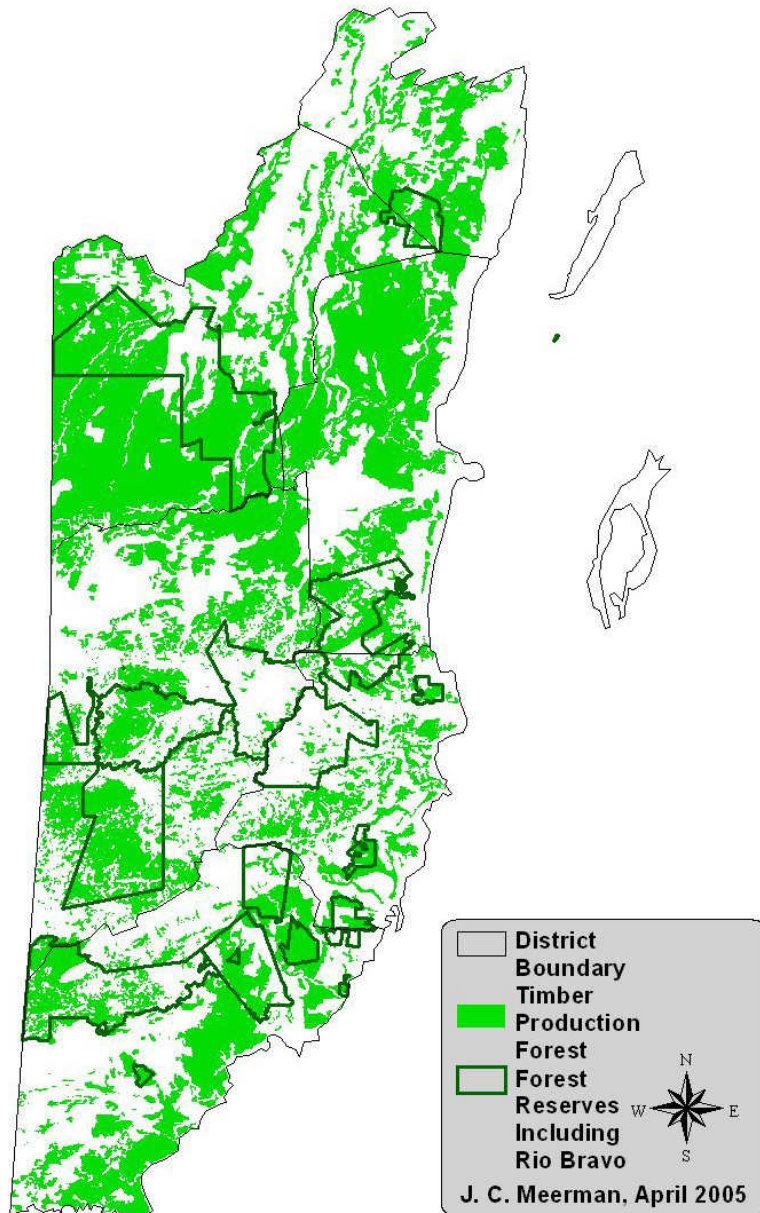 District
Boundary
Timber
Production
Forest
Forest
Reserves
Including
Rio Bravo
N
W E
S
J. C. Meerman, April 2005